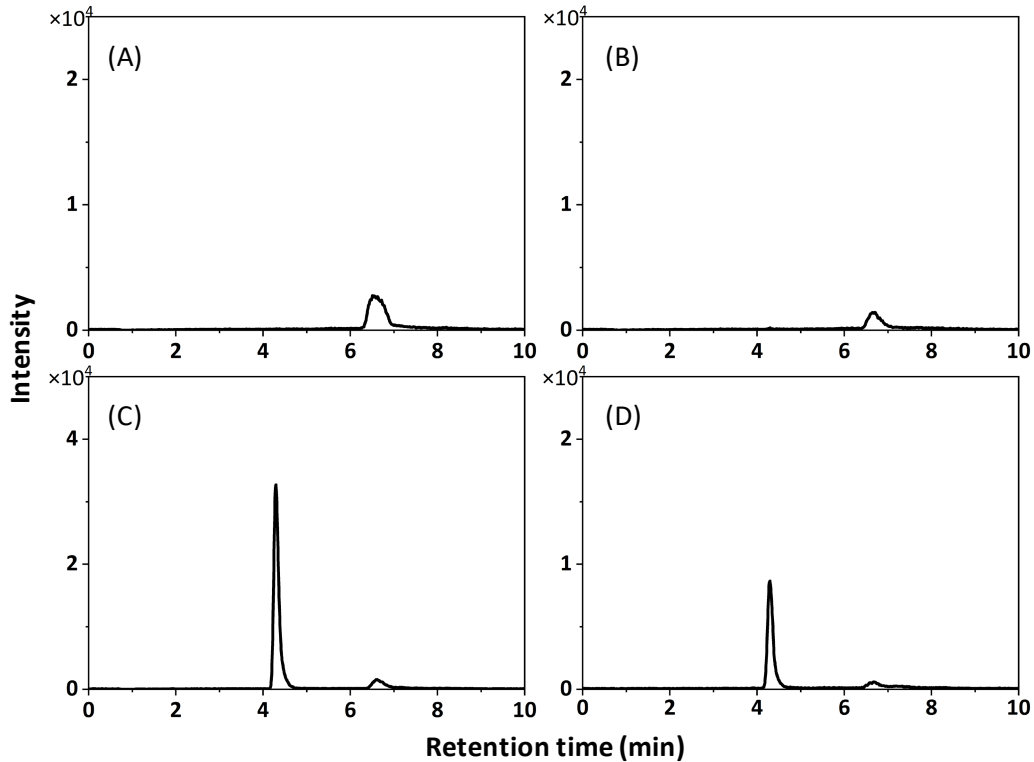 ×10⁴ ×10⁴
(A) (B)
2 2
1 1
0 0
0 2 4 6 8 10 0 2 4 6 8 10
×10⁴ ×10⁴
(C) (D)
4 2
2 1
0 0
0 2 4 6 8 10 0 2 4 6 8 10
Intensity
Retention time (min)